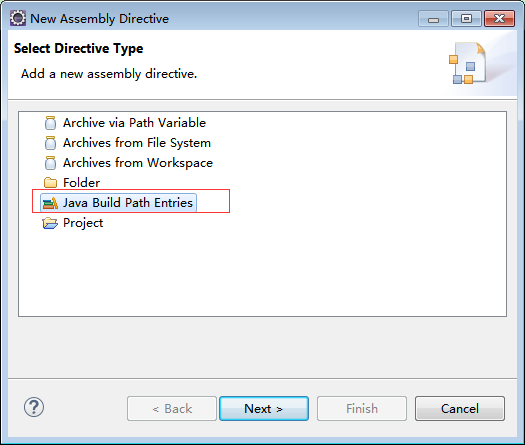 New Assembly Directive
Select Directive Type
Add a new assembly directive.
Archive via Path Variable
Archives from File System
Archives from Workspace
Folder
Java Build Path Entries
Project
? < Back Next > Finish Cancel